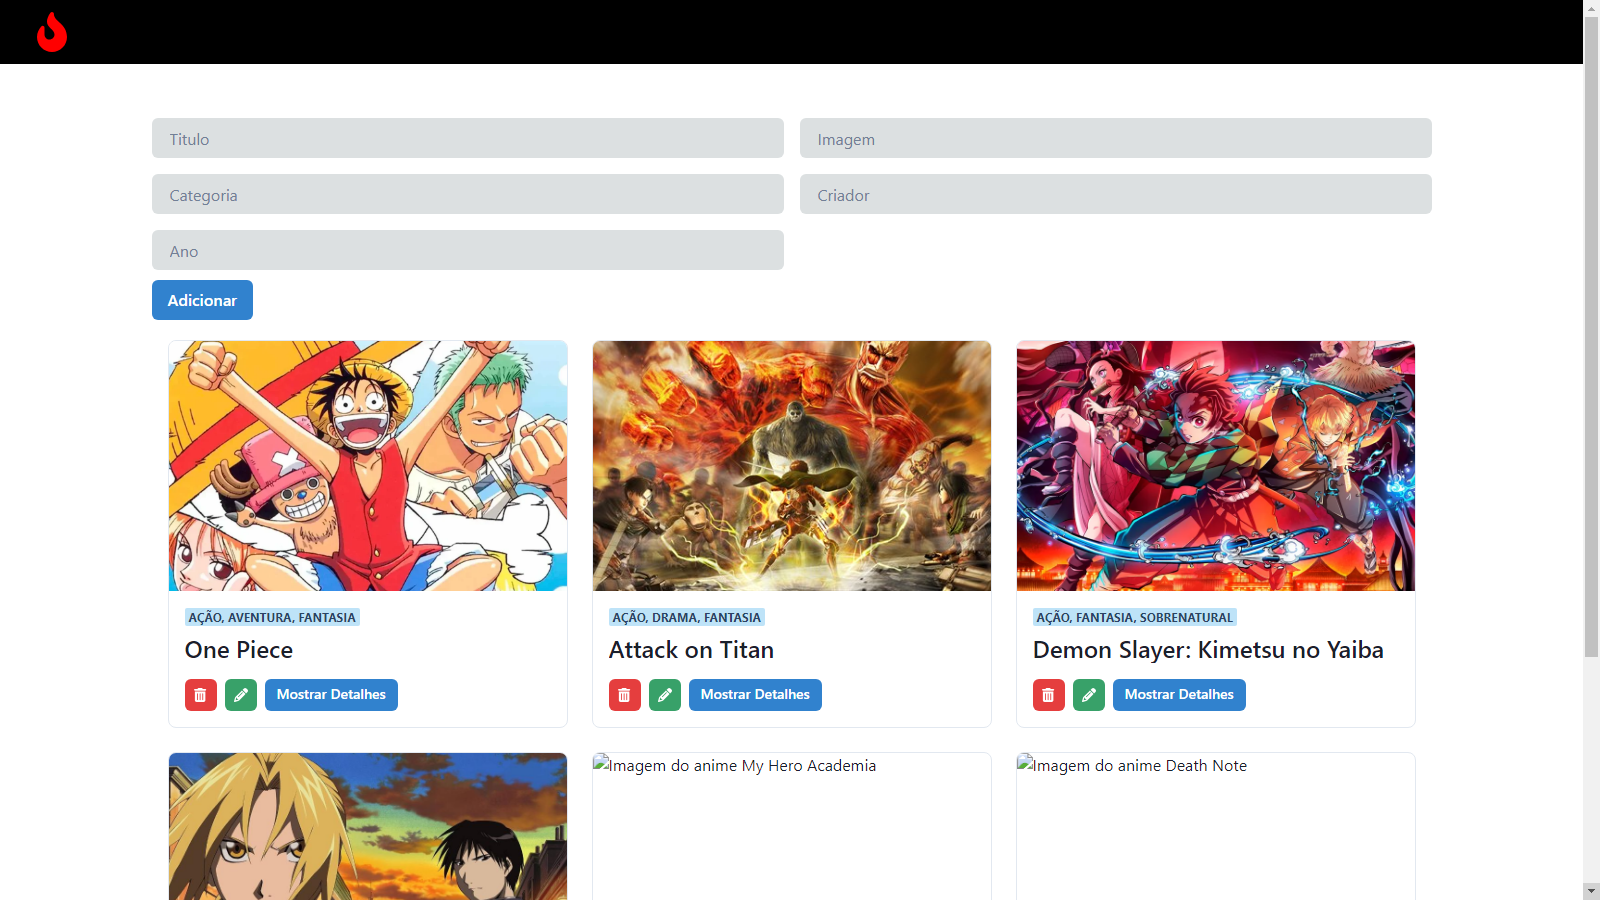 Titulo
Imagem
Categoria
Criador
Ano
Adicionar
AÇÃO, AVENTURA, FANTASIA
One Piece
Mostrar Detalhes
AÇÃO, DRAMA, FANTASIA
Attack on Titan
Mostrar Detalhes
AÇÃO, FANTASIA, SOBRENATURAL
Demon Slayer: Kimetsu no Yaiba
Mostrar Detalhes
Imagem do anime My Hero Academia
Imagem do anime Death Note